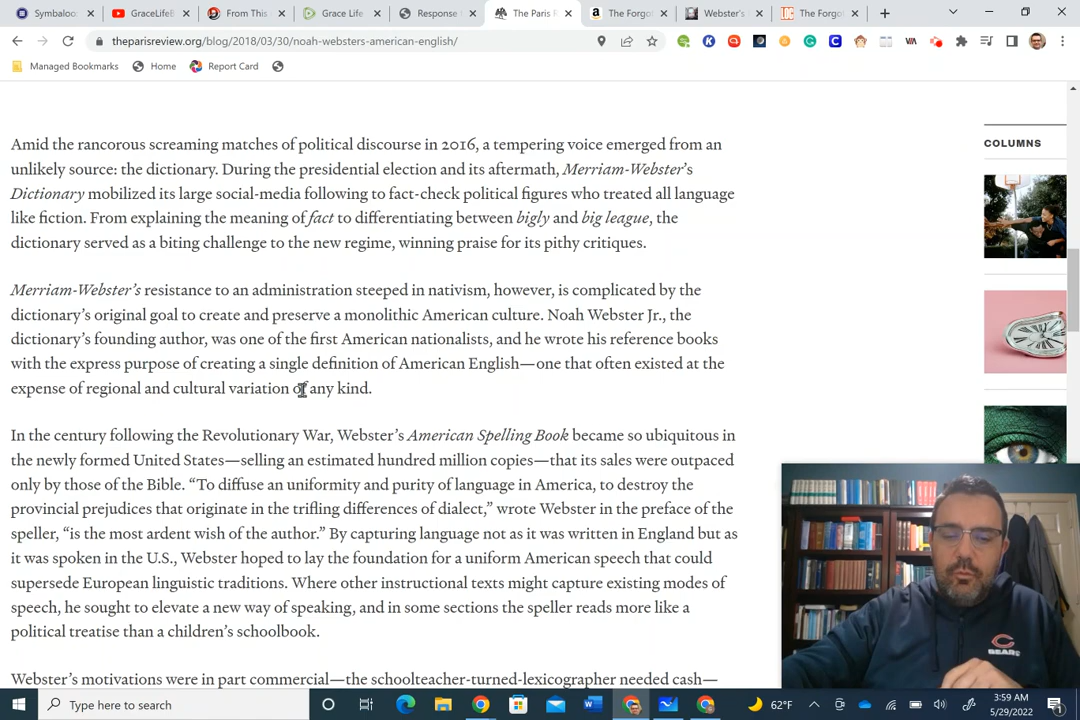 Symbaloo
GraceLifeB
From This
Grace Life
Response t
The Paris R
The Forgot
Webster's
The Forgo
theparisreview.org/blog/2018/03/30/noah-websters-american-english/
Managed Bookmarks
Home
Report Card
Amid the rancorous screaming matches of political discourse in 2016, a tempering voice emerged from an
unlikely source: the dictionary. During the presidential election and its aftermath, Merriam-Webster's
Dictionary mobilized its large social-media following to fact-check political figures who treated all language
like fiction. From explaining the meaning of fact to differentiating between bigly and big league, the
dictionary served as a biting challenge to the new regime, winning praise for its pithy critiques.
Merriam-Webster's resistance to an administration steeped in nativism, however, is complicated by the
dictionary's original goal to create and preserve a monolithic American culture. Noah Webster Jr., the
dictionary's founding author, was one of the first American nationalists, and he wrote his reference books
with the express purpose of creating a single definition of American English—one that often existed at the
expense of regional and cultural variation of any kind.
In the century following the Revolutionary War, Webster's American Spelling Book became so ubiquitous in
the newly formed United States—selling an estimated hundred million copies—that its sales were outpaced
only by those of the Bible. “To diffuse an uniformity and purity of language in America, to destroy the
provincial prejudices that originate in the trifling differences of dialect,” wrote Webster in the preface of the
speller, “is the most ardent wish of the author.” By capturing language not as it was written in England but as
it was spoken in the U.S., Webster hoped to lay the foundation for a uniform American speech that could
supersede European linguistic traditions. Where other instructional texts might capture existing modes of
speech, he sought to elevate a new way of speaking, and in some sections the speller reads more like a
political treatise than a children's schoolbook.
Webster's motivations were in part commercial—the schoolteacher-turned-lexicographer needed cash—
COLUMNS
BEARS
Type here to search
62°F
3:59 AM
5/29/2022